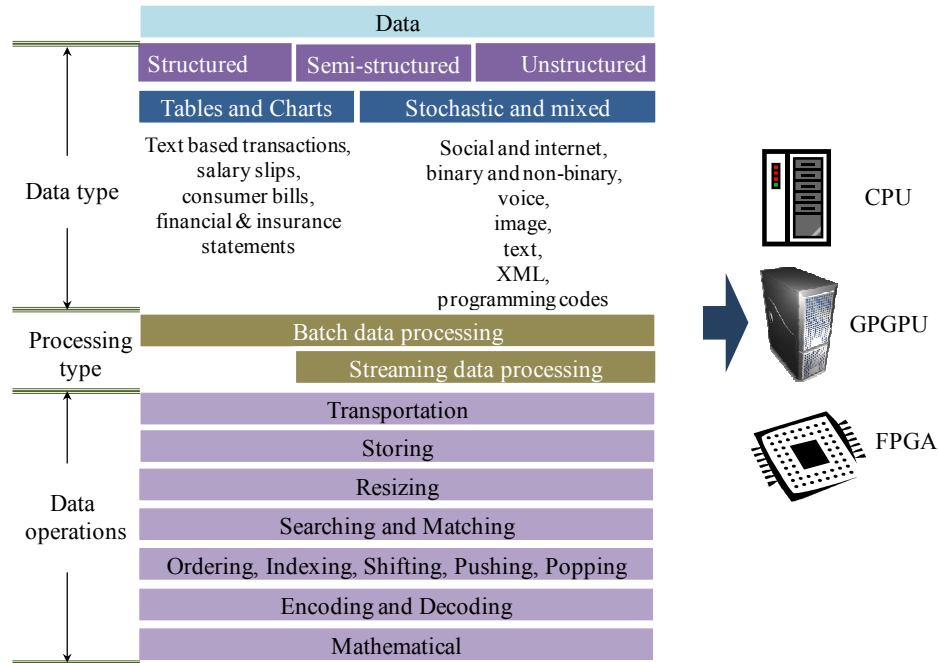 Data
Structured
Semi-structured
Unstructured
Tables and Charts
Stochastic and mixed
Data type
Text based transactions,
salary slips,
consumer bills,
financial & insurance
statements
Social and internet,
binary and non-binary,
voice,
image,
text,
XML,
programming codes
Processing
type
Batch data processing
Streaming data processing
Data
operations
Transportation
Storing
Resizing
Searching and Matching
Ordering, Indexing, Shifting, Pushing, Popping
Encoding and Decoding
Mathematical
CPU
GPGPU
FPGA